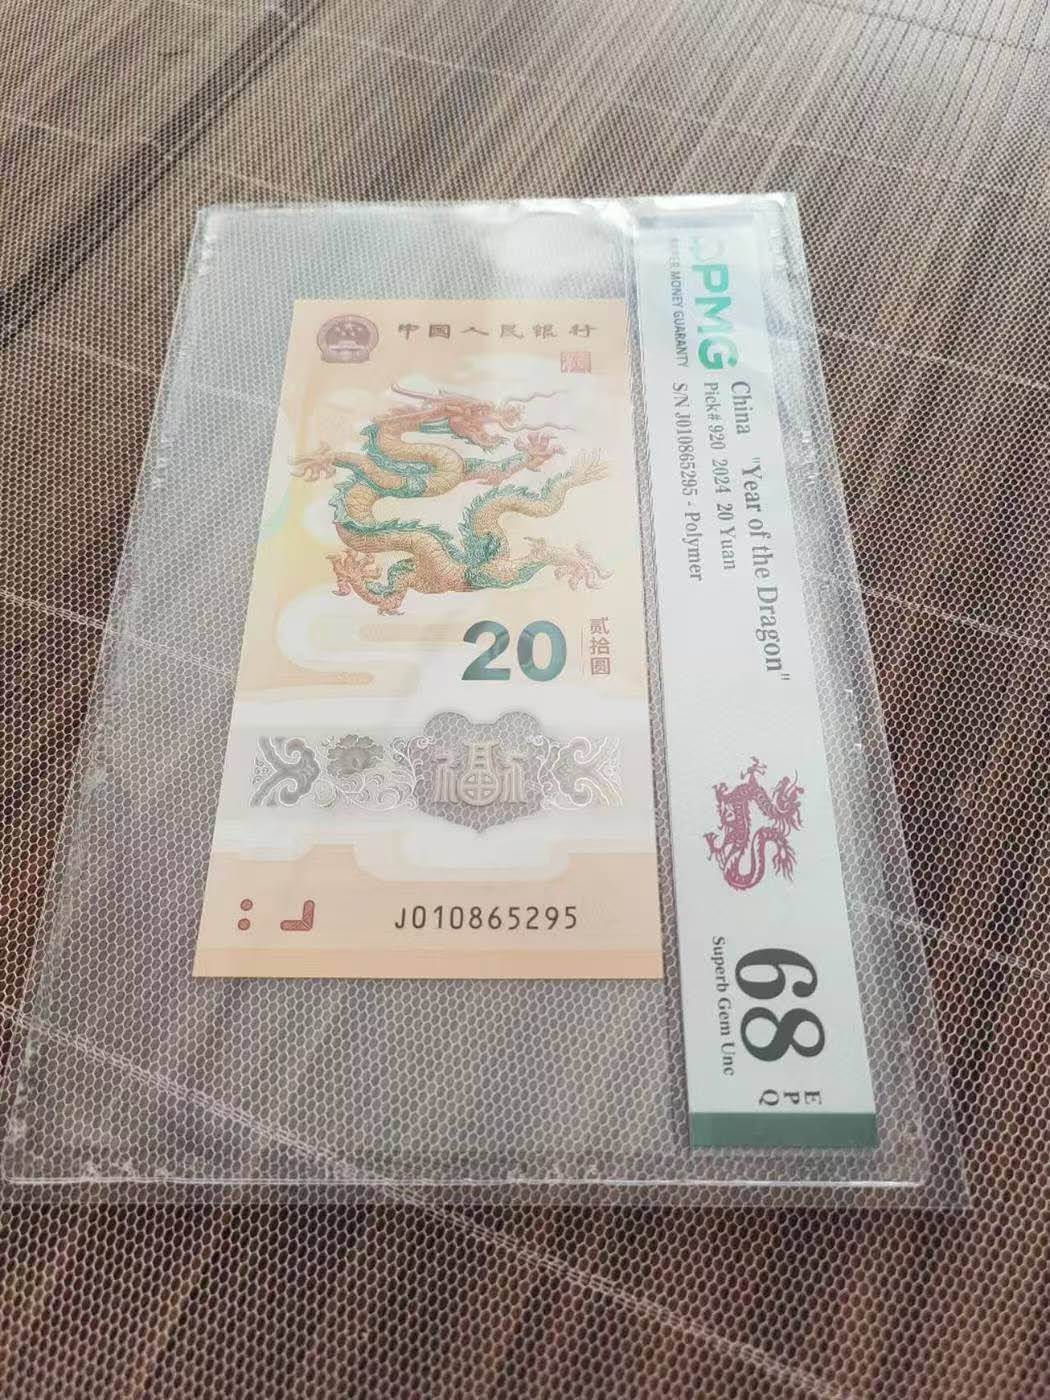 中国人民银行
20
贰拾圆
福
J010865295
PMG
PAPER MONEY GUARANTY
China "Year of the Dragon"
Pick# 920 2024 20 Yuan
S/N J010865295 - Polymer
68
EPQ
Superb Gem Unc